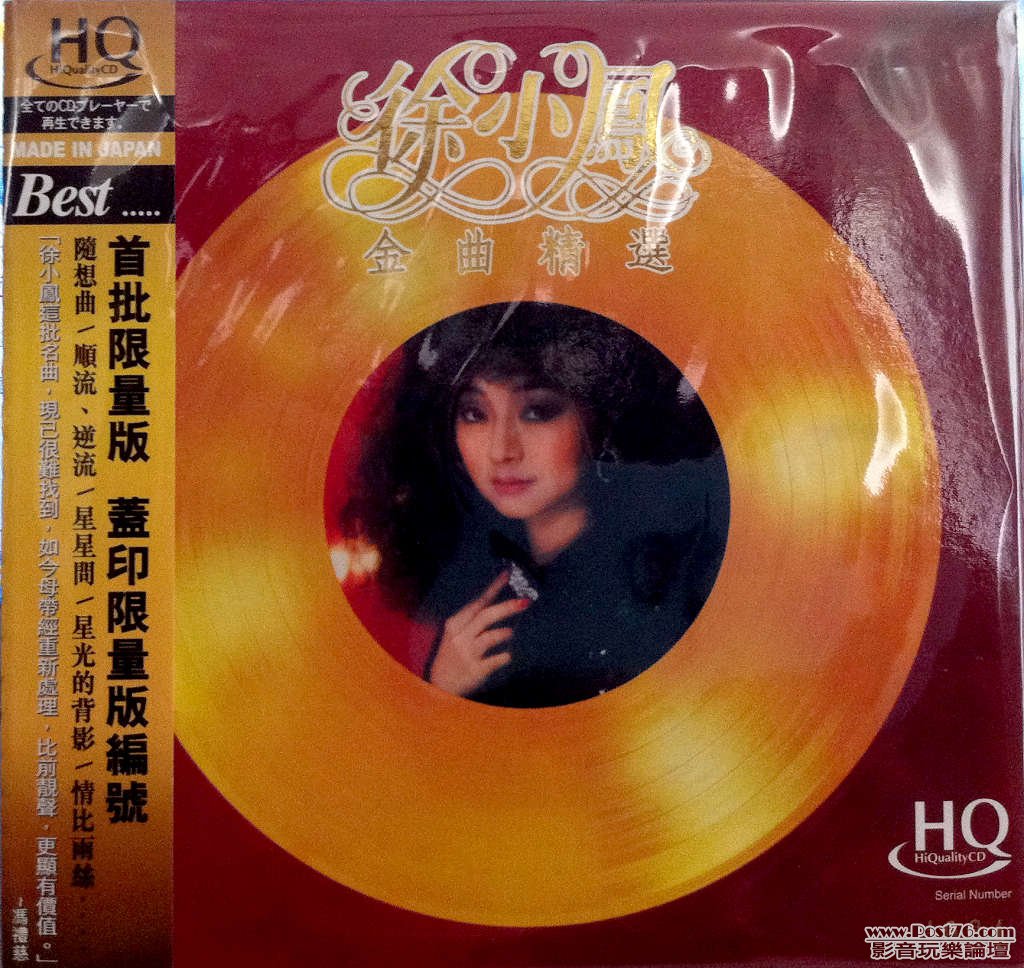 HQ
HiQualityCD
全てのCDプレーヤーで
再生できます。
MADE IN JAPAN
Best .....
首批限量版 蓋印限量版編號
隨想曲/順流、逆流/星星間/星光的背影/情比雨絲......
「徐小鳳這批名曲，現已很難找到，如今母帶經重新處理，比前靚聲，更顯有價值。」
~馮禮慈
徐小鳳
金曲精選
HQ
HiQualityCD
Serial Number
www.Post76.com
影音玩樂論壇